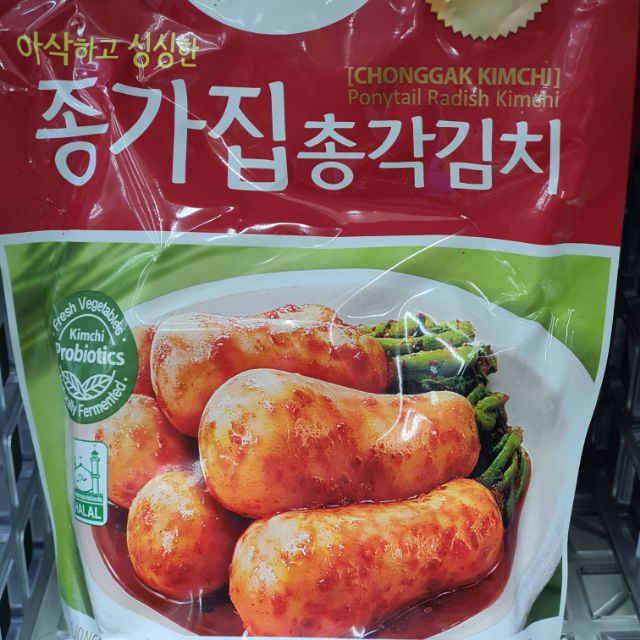 아삭하고 싱싱한
[CHONGGAK KIMCHI]
Ponytail Radish Kimchi
종가집 총각김치
Fresh Vegetables
Kimchi
Probiotics
Fermented
HALAL